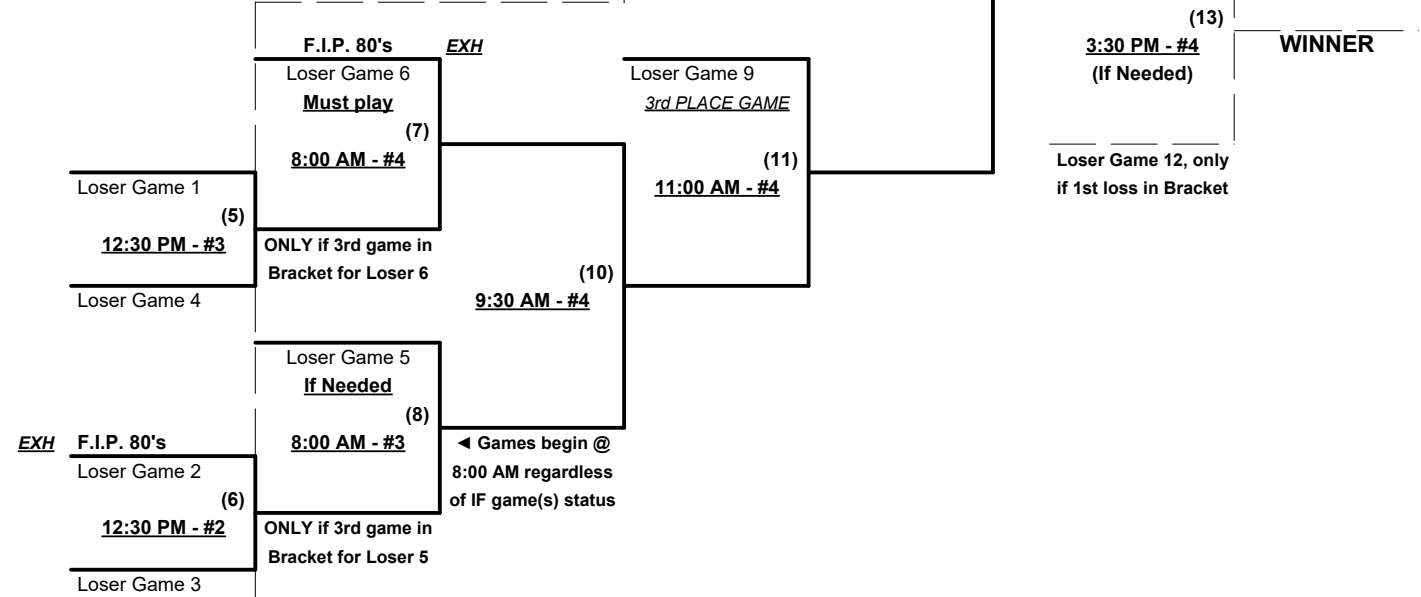 (13)
F.I.P. 80's EXH
3:30 PM - #4
WINNER
Loser Game 6
Loser Game 9
(If Needed)
Must play
3rd PLACE GAME
(7)
8:00 AM - #4
(11)
Loser Game 12, only
if 1st loss in Bracket
Loser Game 1
11:00 AM - #4
(5)
12:30 PM - #3
ONLY if 3rd game in
Bracket for Loser 6
(10)
Loser Game 4
9:30 AM - #4
Loser Game 5
If Needed
(8)
EXH F.I.P. 80's
8:00 AM - #3
◄ Games begin @
8:00 AM regardless
of IF game(s) status
Loser Game 2
(6)
12:30 PM - #2
ONLY if 3rd game in
Bracket for Loser 5
Loser Game 3